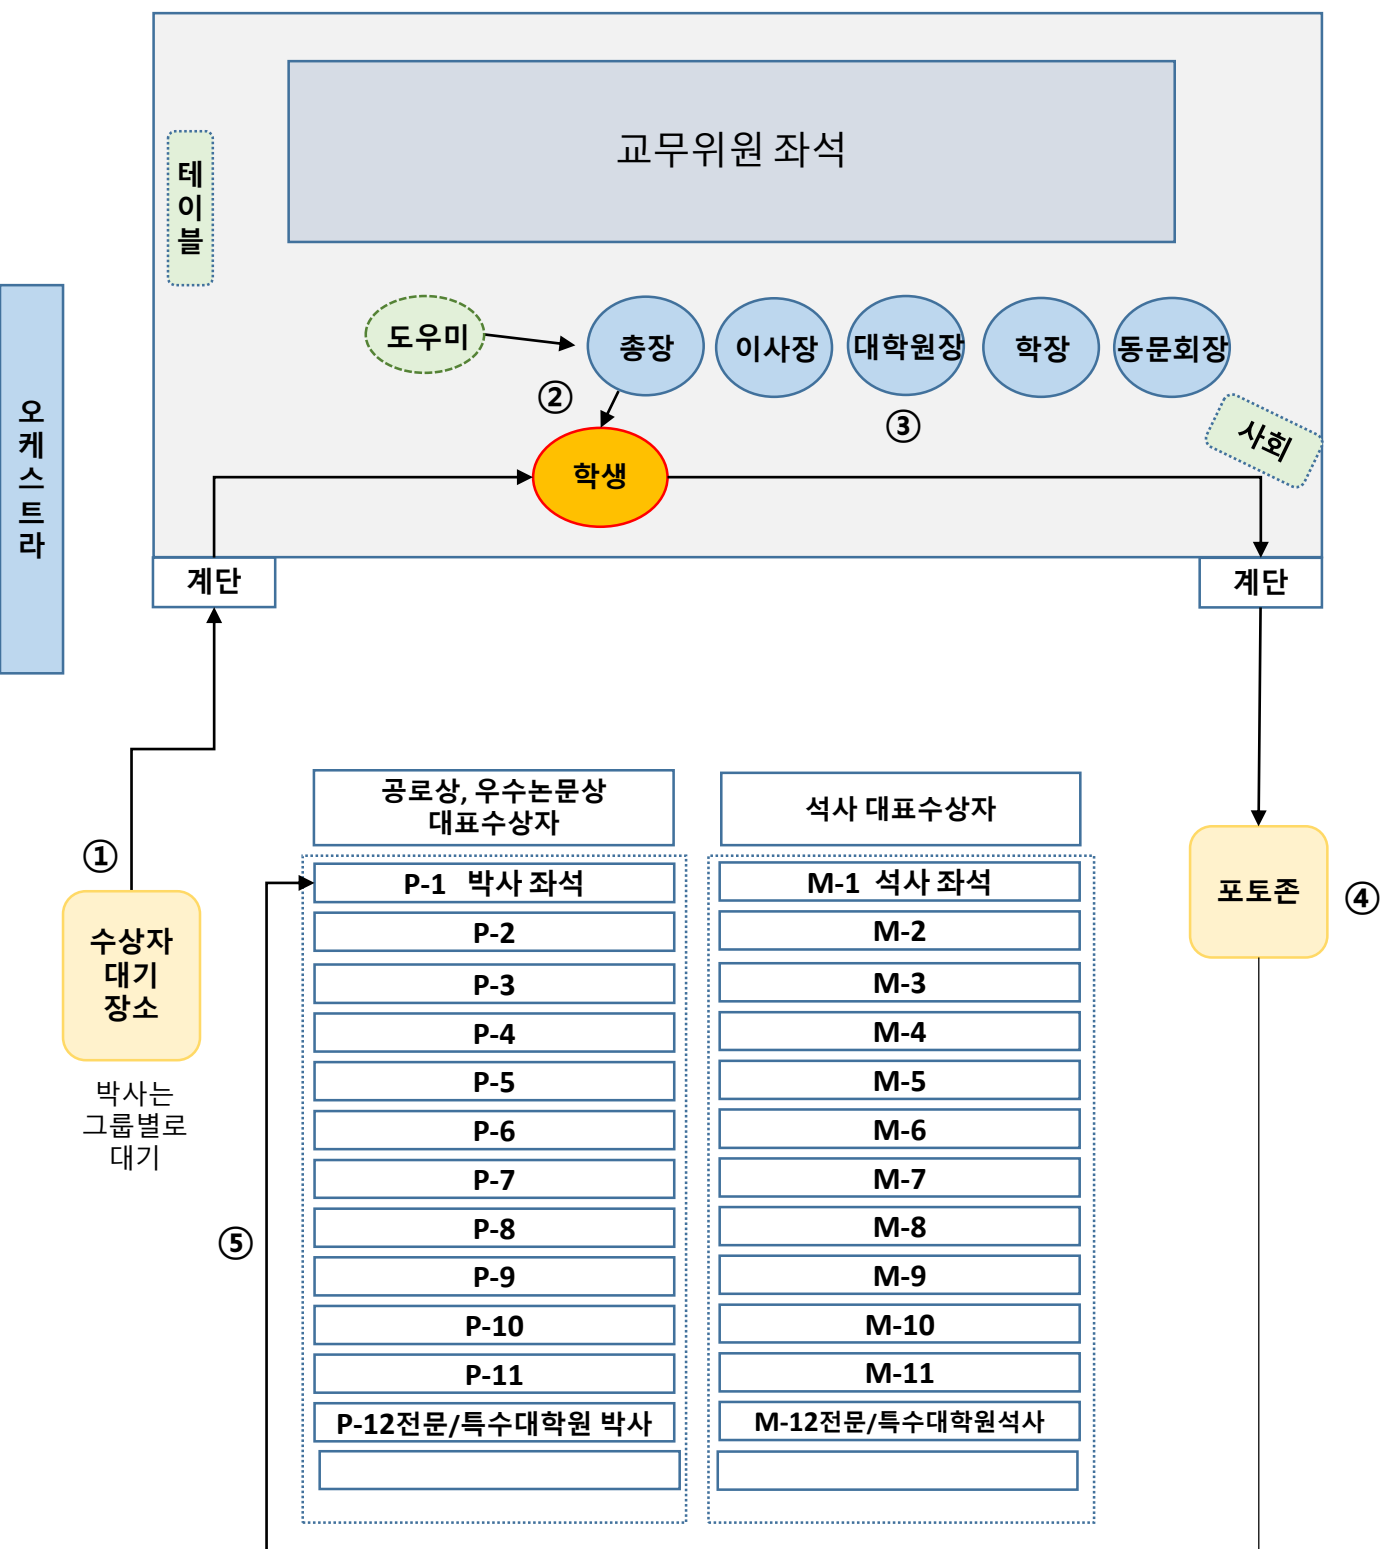 교무위원 좌석
테
이
블
도우미
총장
이사장
대학원장
학장
동문회장
②
③
사회
학생
오
케
스
트
라
계단
계단
공로상, 우수논문상
대표수상자
석사 대표수상자
①
P-1 박사 좌석
M-1 석사 좌석
포토존
④
수상자
대기
장소
박사는
그룹별로
대기
P-2
M-2
P-3
M-3
P-4
M-4
P-5
M-5
P-6
M-6
P-7
M-7
P-8
M-8
⑤
P-9
M-9
P-10
M-10
P-11
M-11
P-12전문/특수대학원 박사
M-12전문/특수대학원석사